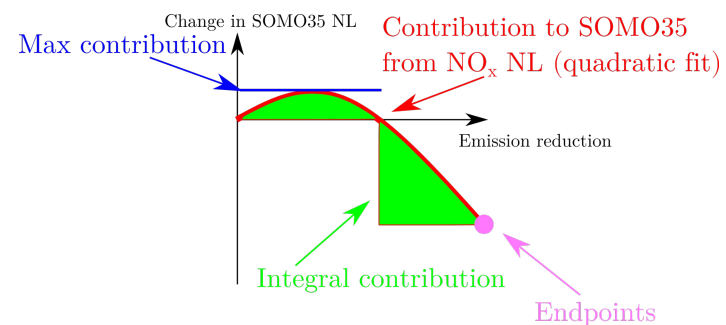 Change in SOMO35 NL
Max contribution
Contribution to SOMO35
from NOx NL (quadratic fit)
Emission reduction
Integral contribution
Endpoints